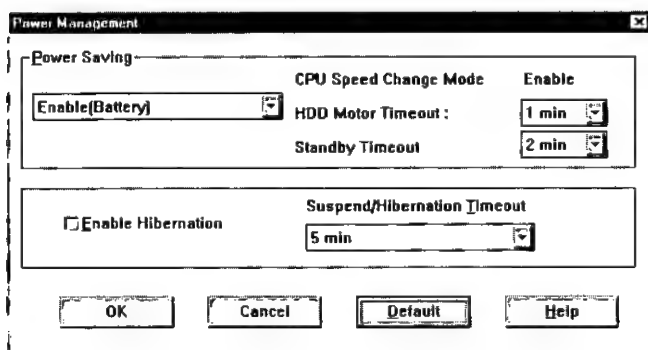 Power Management
Power Saving
CPU Speed Change Mode Enable
Enable(Battery)
HDD Motor Timeout : 1 min
Standby Timeout 2 min
Enable Hibernation
Suspend/Hibernation Timeout
5 min
OK Cancel Default Help